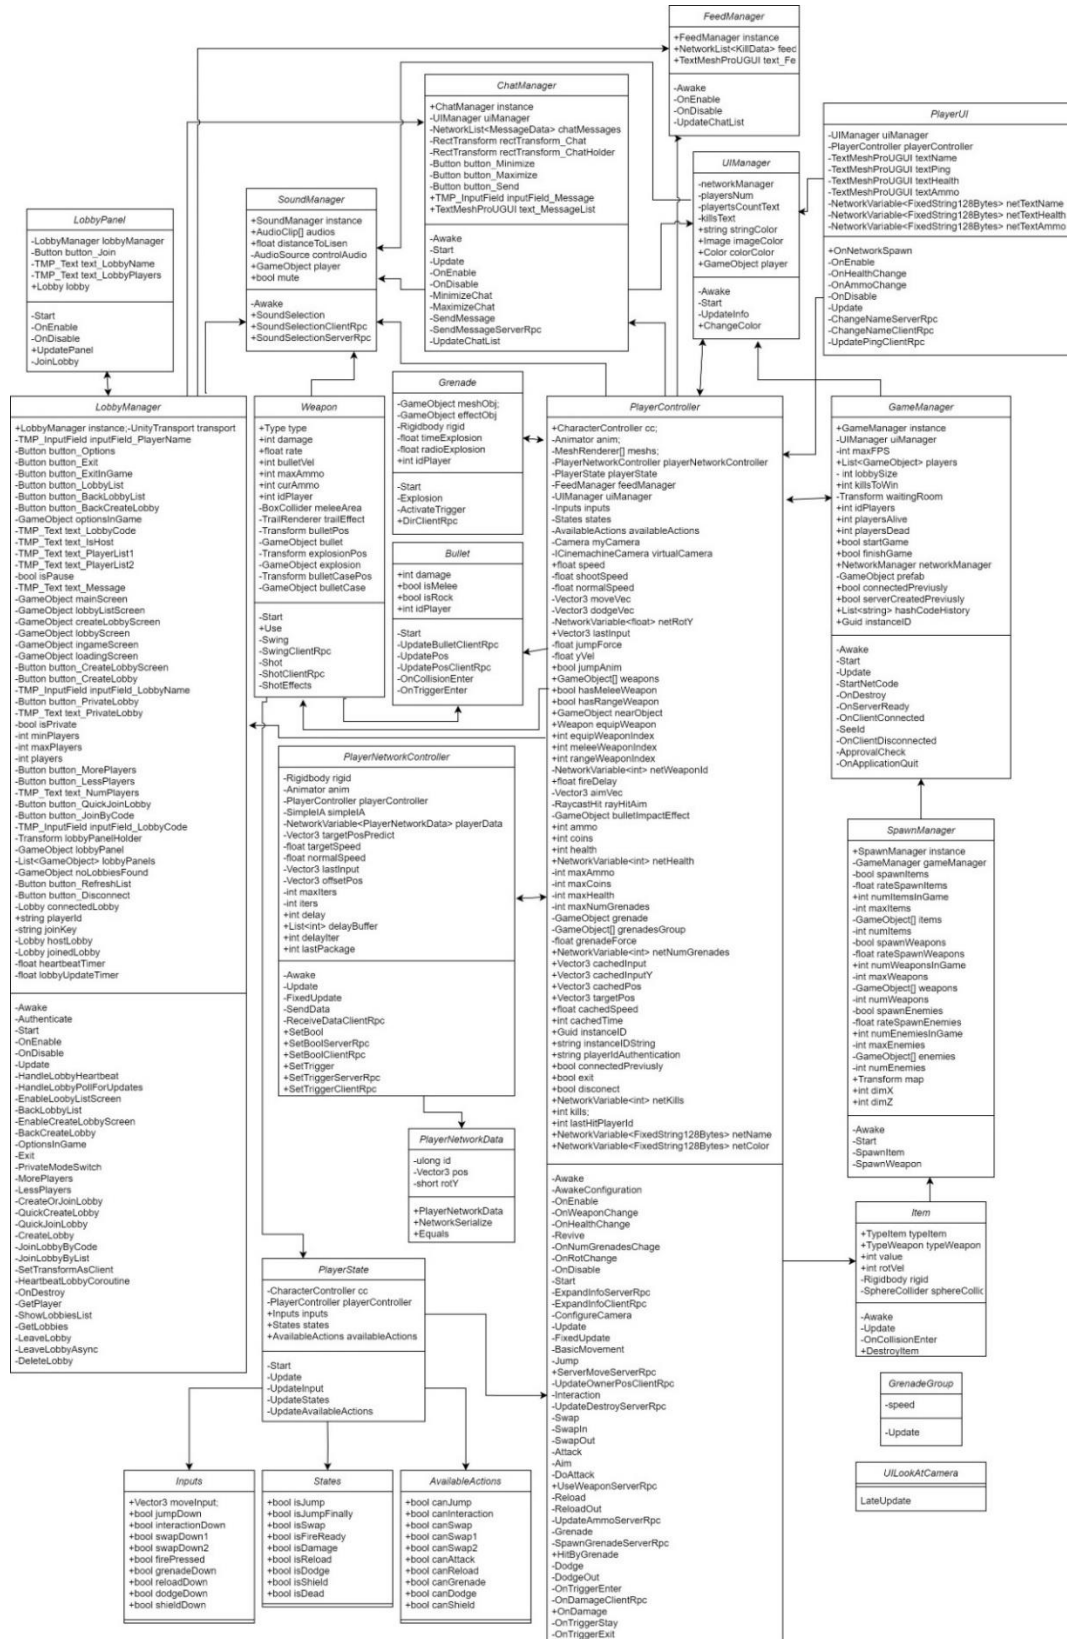 FeedManager
+FeedManager instance
+NetworkList<KillData> feed
+TextMeshProUGUI text_Fe
-Awake
-OnEnable
-OnDisable
-UpdateChatList
ChatManager
+ChatManager instance
-UIManager uiManager
-NetworkList<MessageData> chatMessages
-RectTransform rectTransform_Chat
-RectTransform rectTransform_ChatHolder
-Button button_Minimize
-Button button_Maximize
-Button button_Send
+TMP_InputField inputField_Message
+TextMeshProUGUI text_MessageList
-Awake
-Start
-Update
-OnEnable
-OnDisable
-MinimizeChat
-MaximizeChat
-SendMessage
-SendMessageServerRpc
-UpdateChatList
PlayerUI
-UIManager uiManager
-PlayerController playerController
-TextMeshProUGUI textName
-TextMeshProUGUI textPing
-TextMeshProUGUI textHealth
-TextMeshProUGUI textAmmo
-NetworkVariable<FixedString128Bytes> netTextName
-NetworkVariable<FixedString128Bytes> netTextHealth
-NetworkVariable<FixedString128Bytes> netTextAmmo
+OnNetworkSpawn
-OnEnable
-OnHealthChange
-OnAmmoChange
-OnDisable
-Update
-ChangeNameServerRpc
-ChangeNameClientRpc
-UpdatePingClientRpc
UIManager
-networkManager
-playersNum
-playertsCountText
-killsText
+string stringColor
+Image imageColor
+Color colorColor
+GameObject player
-Awake
-Start
-UpdateInfo
+ChangeColor
SoundManager
+SoundManager instance
+AudioClip[] audios
+float distanceToLisen
-AudioSource controlAudio
+GameObject player
+bool mute
-Awake
+SoundSelection
+SoundSelectionClientRpc
+SoundSelectionServerRpc
LobbyPanel
-LobbyManager lobbyManager
-Button button_Join
-TMP_Text text_LobbyName
-TMP_Text text_LobbyPlayers
+Lobby lobby
-Start
-OnEnable
-OnDisable
+UpdatePanel
-JoinLobby
LobbyManager
+LobbyManager instance;-UnityTransport transport
-TMP_InputField inputField_PlayerName
-Button button_Options
-Button button_Exit
-Button button_ExitInGame
-Button button_LobbyList
-Button button_BackLobbyList
-Button button_BackCreateLobby
-GameObject optionsInGame
-TMP_Text text_LobbyCode
-TMP_Text text_IsHost
-TMP_Text text_PlayerList1
-TMP_Text text_PlayerList2
-bool isPause
-TMP_Text text_Message
-GameObject mainScreen
-GameObject lobbyListScreen
-GameObject createLobbyScreen
-GameObject lobbyScreen
-GameObject ingameScreen
-GameObject loadingScreen
-Button button_CreateLobbyScreen
-Button button_CreateLobby
-TMP_InputField inputField_LobbyName
-Button button_PrivateLobby
-TMP_Text text_PrivateLobby
-bool isPrivate
-int minPlayers
-int maxPlayers
-int players
-Button button_MorePlayers
-Button button_LessPlayers
-TMP_Text text_NumPlayers
-Button button_QuickJoinLobby
-Button button_JoinByCode
-TMP_InputField inputField_LobbyCode
-Transform lobbyPanelHolder
-GameObject lobbyPanel
-List<GameObject> lobbyPanels
-GameObject noLobbiesFound
-Button button_RefreshList
-Button button_Disconnect
-Lobby connectedLobby
+string playerId
-string joinKey
-Lobby hostLobby
-Lobby joinedLobby
-float heartbeatTimer
-float lobbyUpdateTimer
-Awake
-Authenticate
-Start
-OnEnable
-OnDisable
-Update
-HandleLobbyHeartbeat
-HandleLobbyPollForUpdates
-EnableLoobyListScreen
-BackLobbyList
-EnableCreateLobbyScreen
-BackCreateLobby
-OptionsInGame
-Exit
-PrivateModeSwitch
-MorePlayers
-LessPlayers
-CreateOrJoinLobby
-QuickCreateLobby
-QuickJoinLobby
-CreateLobby
-JoinLobbyByCode
-JoinLobbyByList
-SetTransformAsClient
-HeartbeatLobbyCoroutine
-OnDestroy
-GetPlayer
-ShowLobbiesList
-GetLobbies
-LeaveLobby
-LeaveLobbyAsync
-DeleteLobby
Weapon
+Type type
+int damage
+float rate
+int bulletVel
+int maxAmmo
+int curAmmo
+int idPlayer
-BoxCollider meleeArea
-TrailRenderer trailEffect
-Transform bulletPos
-GameObject bullet
-Transform explosionPos
-GameObject explosion
-Transform bulletCasePos
-GameObject bulletCase
-Start
+Use
-Swing
-SwingClientRpc
-Shot
-ShotClientRpc
-ShotEffects
Grenade
-GameObject meshObj;
-GameObject effectObj
-Rigidbody rigid
-float timeExplosion
-float radioExplosion
+int idPlayer
-Start
-Explosion
-ActivateTrigger
+DirClientRpc
Bullet
+int damage
+bool isMelee
+bool isRock
+int idPlayer
-Start
-UpdateBulletClientRpc
-UpdatePos
-UpdatePosClientRpc
-OnCollisionEnter
-OnTriggerEnter
PlayerController
+CharacterController cc;
-Animator anim;
-MeshRenderer[] meshs;
-PlayerNetworkController playerNetworkController
-PlayerState playerState
-FeedManager feedManager
-UIManager uiManager
-Inputs inputs
-States states
-AvailableActions availableActions
-Camera myCamera
-ICinemachineCamera virtualCamera
+float speed
-float shootSpeed
-float normalSpeed
-Vector3 moveVec
-Vector3 dodgeVec
-NetworkVariable<float> netRotY
+Vector3 lastInput
-float jumpForce
-float yVel
+bool jumpAnim
+GameObject[] weapons
+bool hasMeleeWeapon
+bool hasRangeWeapon
+GameObject nearObject
+Weapon equipWeapon
+int equipWeaponIndex
-int meleeWeaponIndex
-int rangeWeaponIndex
-NetworkVariable<int> netWeaponId
+float fireDelay
-Vector3 aimVec
-RaycastHit rayHitAim
-GameObject bulletImpactEffect
+int ammo
+int coins
+int health
+NetworkVariable<int> netHealth
-int maxAmmo
-int maxCoins
-int maxHealth
-int maxNumGrenades
-GameObject grenade
-GameObject[] grenadesGroup
-float grenadeForce
+NetworkVariable<int> netNumGrenades
+Vector3 cachedInput
+Vector3 cachedInputY
+Vector3 cachedPos
+Vector3 targetPos
+float cachedSpeed
+int cachedTime
+Guid instanceID
+string instanceIDString
+string playerIdAuthentication
+bool connectedPreviusly
+bool exit
+bool disconect
+NetworkVariable<int> netKills
+int kills;
+int lastHitPlayerId
+NetworkVariable<FixedString128Bytes> netName
+NetworkVariable<FixedString128Bytes> netColor
-Awake
-AwakeConfiguration
-OnEnable
-OnWeaponChange
-OnHealthChange
-Revive
-OnNumGrenadesChage
-OnRotChange
-OnDisable
-Start
-ExpandInfoServerRpc
-ExpandInfoClientRpc
-ConfigureCamera
-Update
-FixedUpdate
-BasicMovement
-Jump
+ServerMoveServerRpc
-UpdateOwnerPosClientRpc
-Interaction
-UpdateDestroyServerRpc
-Swap
-SwapIn
-SwapOut
-Attack
-Aim
-DoAttack
+UseWeaponServerRpc
-Reload
-ReloadOut
-UpdateAmmoServerRpc
-Grenade
-SpawnGrenadeServerRpc
+HitByGrenade
-Dodge
-DodgeOut
-OnTriggerEnter
-OnDamageClientRpc
+OnDamage
-OnTriggerStay
-OnTriggerExit
GameManager
+GameManager instance
-UIManager uiManager
-int maxFPS
+List<GameObject> players
- int lobbySize
+int killsToWin
-Transform waitingRoom
+int idPlayers
+int playersAlive
+int playersDead
+bool startGame
+bool finishGame
+NetworkManager networkManager
-GameObject prefab
+bool connectedPreviusly
+bool serverCreatedPreviusly
+List<string> hashCodeHistory
+Guid instanceID
-Awake
-Start
-Update
-StartNetCode
-OnDestroy
-OnServerReady
-OnClientConnected
-SeeId
-OnClientDisconnected
-ApprovalCheck
-OnApplicationQuit
PlayerNetworkController
-Rigidbody rigid
-Animator anim
-PlayerController playerController
-SimpleIA simpleIA
-NetworkVariable<PlayerNetworkData> playerData
-Vector3 targetPosPredict
-float targetSpeed
-float normalSpeed
-Vector3 lastInput
-Vector3 offsetPos
-int maxIters
-int iters
+int delay
+List<int> delayBuffer
+int delayIter
+int lastPackage
-Awake
-Update
-FixedUpdate
-SendData
-ReceiveDataClientRpc
+SetBool
+SetBoolServerRpc
+SetBoolClientRpc
+SetTrigger
+SetTriggerServerRpc
+SetTriggerClientRpc
SpawnManager
+SpawnManager instance
-GameManager gameManager
-bool spawnItems
-float rateSpawnItems
+int numItemsInGame
-int maxItems
-GameObject[] items
-int numItems
-bool spawnWeapons
-float rateSpawnWeapons
+int numWeaponsInGame
-int maxWeapons
-GameObject[] weapons
-int numWeapons
-bool spawnEnemies
-float rateSpawnEnemies
+int numEnemiesInGame
-int maxEnemies
-GameObject[] enemies
-int numEnemies
+Transform map
+int dimX
+int dimZ
-Awake
-Start
-SpawnItem
-SpawnWeapon
PlayerNetworkData
-ulong id
-Vector3 pos
-short rotY
+PlayerNetworkData
+NetworkSerialize
+Equals
Item
+TypeItem typeItem
+TypeWeapon typeWeapon
+int value
+int rotVel
-Rigidbody rigid
-SphereCollider sphereCollic
-Awake
-Update
-OnCollisionEnter
+DestroyItem
PlayerState
-CharacterController cc
-PlayerController playerController
+Inputs inputs
+States states
+AvailableActions availableActions
-Start
-Update
-UpdateInput
-UpdateStates
-UpdateAvailableActions
GrenadeGroup
-speed
-Update
UILookAtCamera
LateUpdate
Inputs
+Vector3 moveInput;
+bool jumpDown
+bool interactionDown
+bool swapDown1
+bool swapDown2
+bool firePressed
+bool grenadeDown
+bool reloadDown
+bool dodgeDown
+bool shieldDown
States
+bool isJump
+bool isJumpFinally
+bool isSwap
+bool isFireReady
+bool isDamage
+bool isReload
+bool isDodge
+bool isShield
+bool isDead
AvailableActions
+bool canJump
+bool canInteraction
+bool canSwap
+bool canSwap1
+bool canSwap2
+bool canAttack
+bool canReload
+bool canGrenade
+bool canDodge
+bool canShield